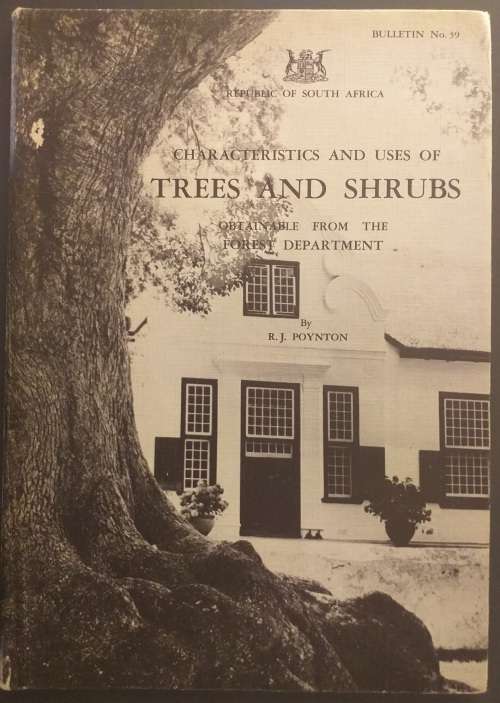 BULLETIN No. 39
REPUBLIC OF SOUTH AFRICA
CHARACTERISTICS AND USES OF
TREES AND SHRUBS
OBTAINABLE FROM THE
FOREST DEPARTMENT
By
R. J. POYNTON